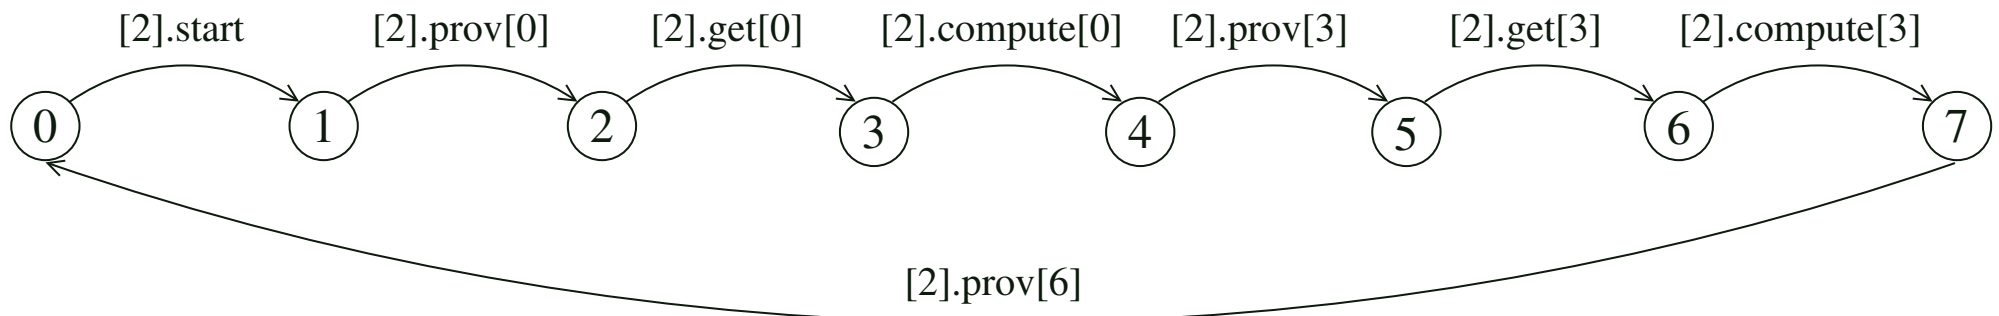 [2].start [2].prov[0] [2].get[0] [2].compute[0] [2].prov[3] [2].get[3] [2].compute[3]
0 1 2 3 4 5 6 7
[2].prov[6]